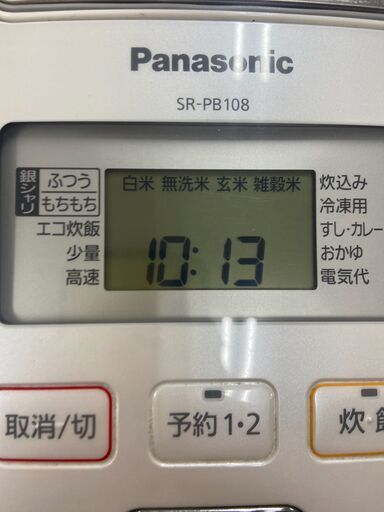 Panasonic
SR-PB108
銀シャリ
ふつう
もちもち
エコ炊飯
少量
高速
白米 無洗米 玄米 雑穀米
10:13
炊込み
冷凍用
すし・カレー
おかゆ
電気代
取消/切
予約1・2
炊